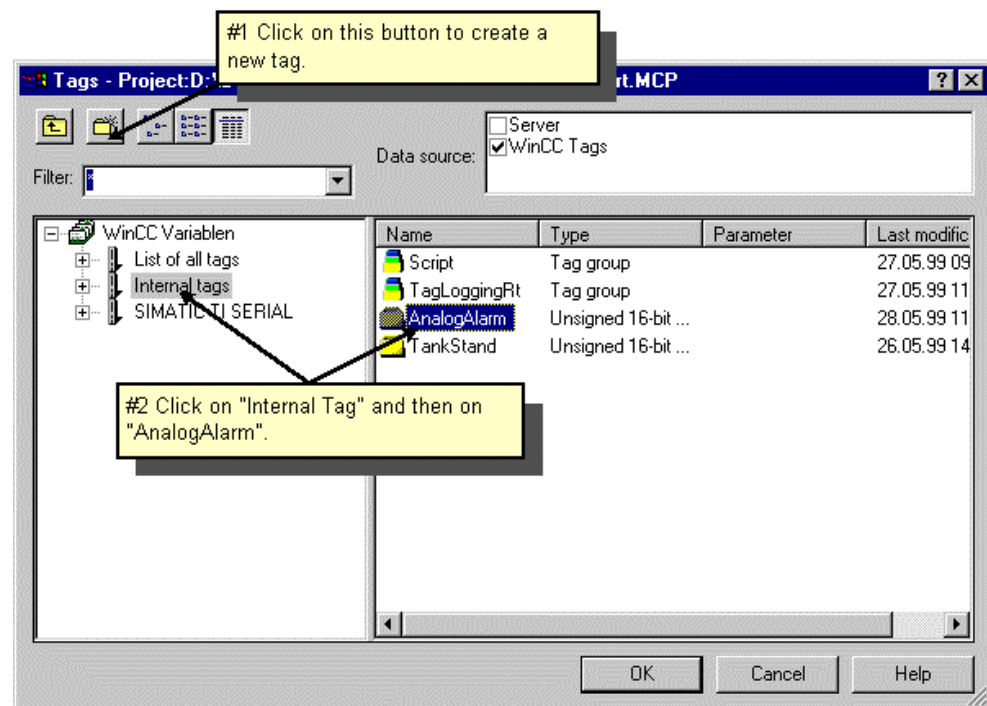 #1 Click on this button to create a
new tag.
Tags - Project:D:\ rt.MCP
Server
WinCC Tags
Data source:
Filter: *
WinCC Variablen
List of all tags
Internal tags
SIMATIC TI SERIAL
Name Type Parameter Last modific
Script Tag group 27.05.99 09
TagLoggingRt Tag group 27.05.99 11
AnalogAlarm Unsigned 16-bit ... 28.05.99 11
TankStand Unsigned 16-bit ... 26.05.99 14
#2 Click on "Internal Tag" and then on
"AnalogAlarm".
OK Cancel Help